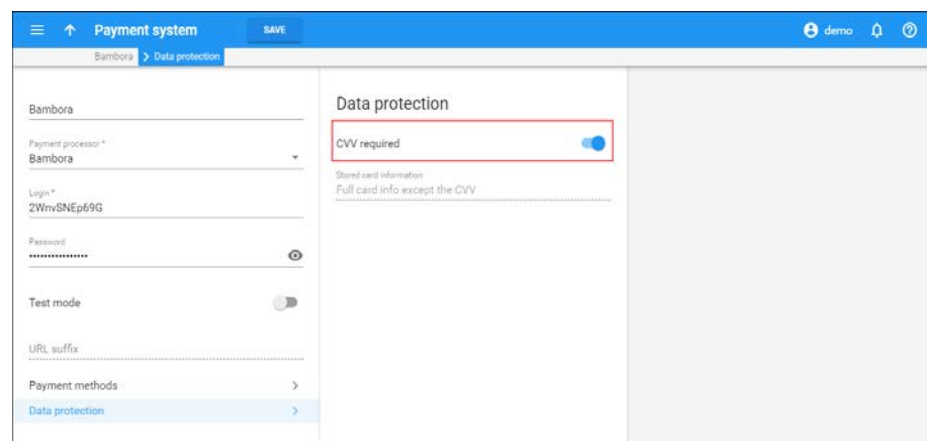 Payment system
SAVE
demo
Bambora
Data protection
Bambora
Payment processor *
Bambora
Login *
2WnvSNEp69G
Password
••••••••••••••••
Test mode
URL suffix
Payment methods
Data protection
Data protection
CVV required
Stored card information
Full card info except the CVV